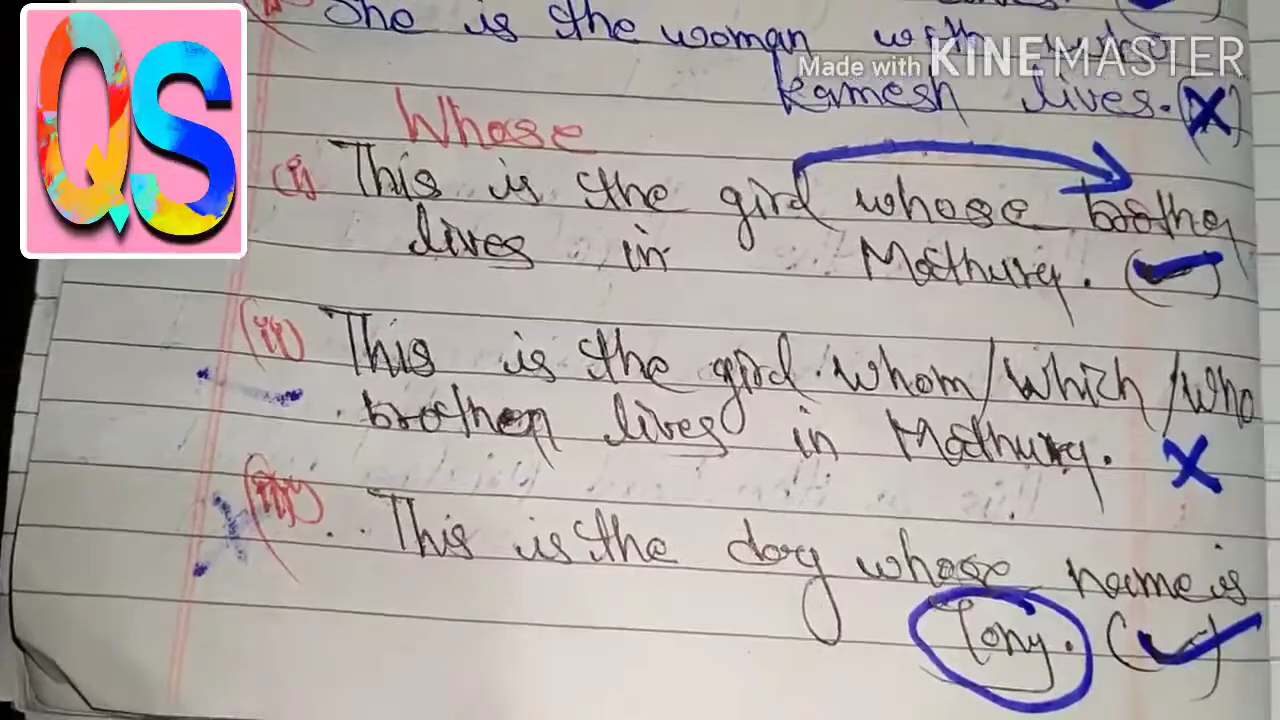 QS
She is the woman with who
Made with KINEMASTER
Ramesh lives. (X)
Whose
(i) This is the girl whose brother
lives in Mathura. (✓)
(ii) This is the girl whom/which/who
brother lives in Mathura. X
(iii) This is the dog whose name is
Tony. (✓)